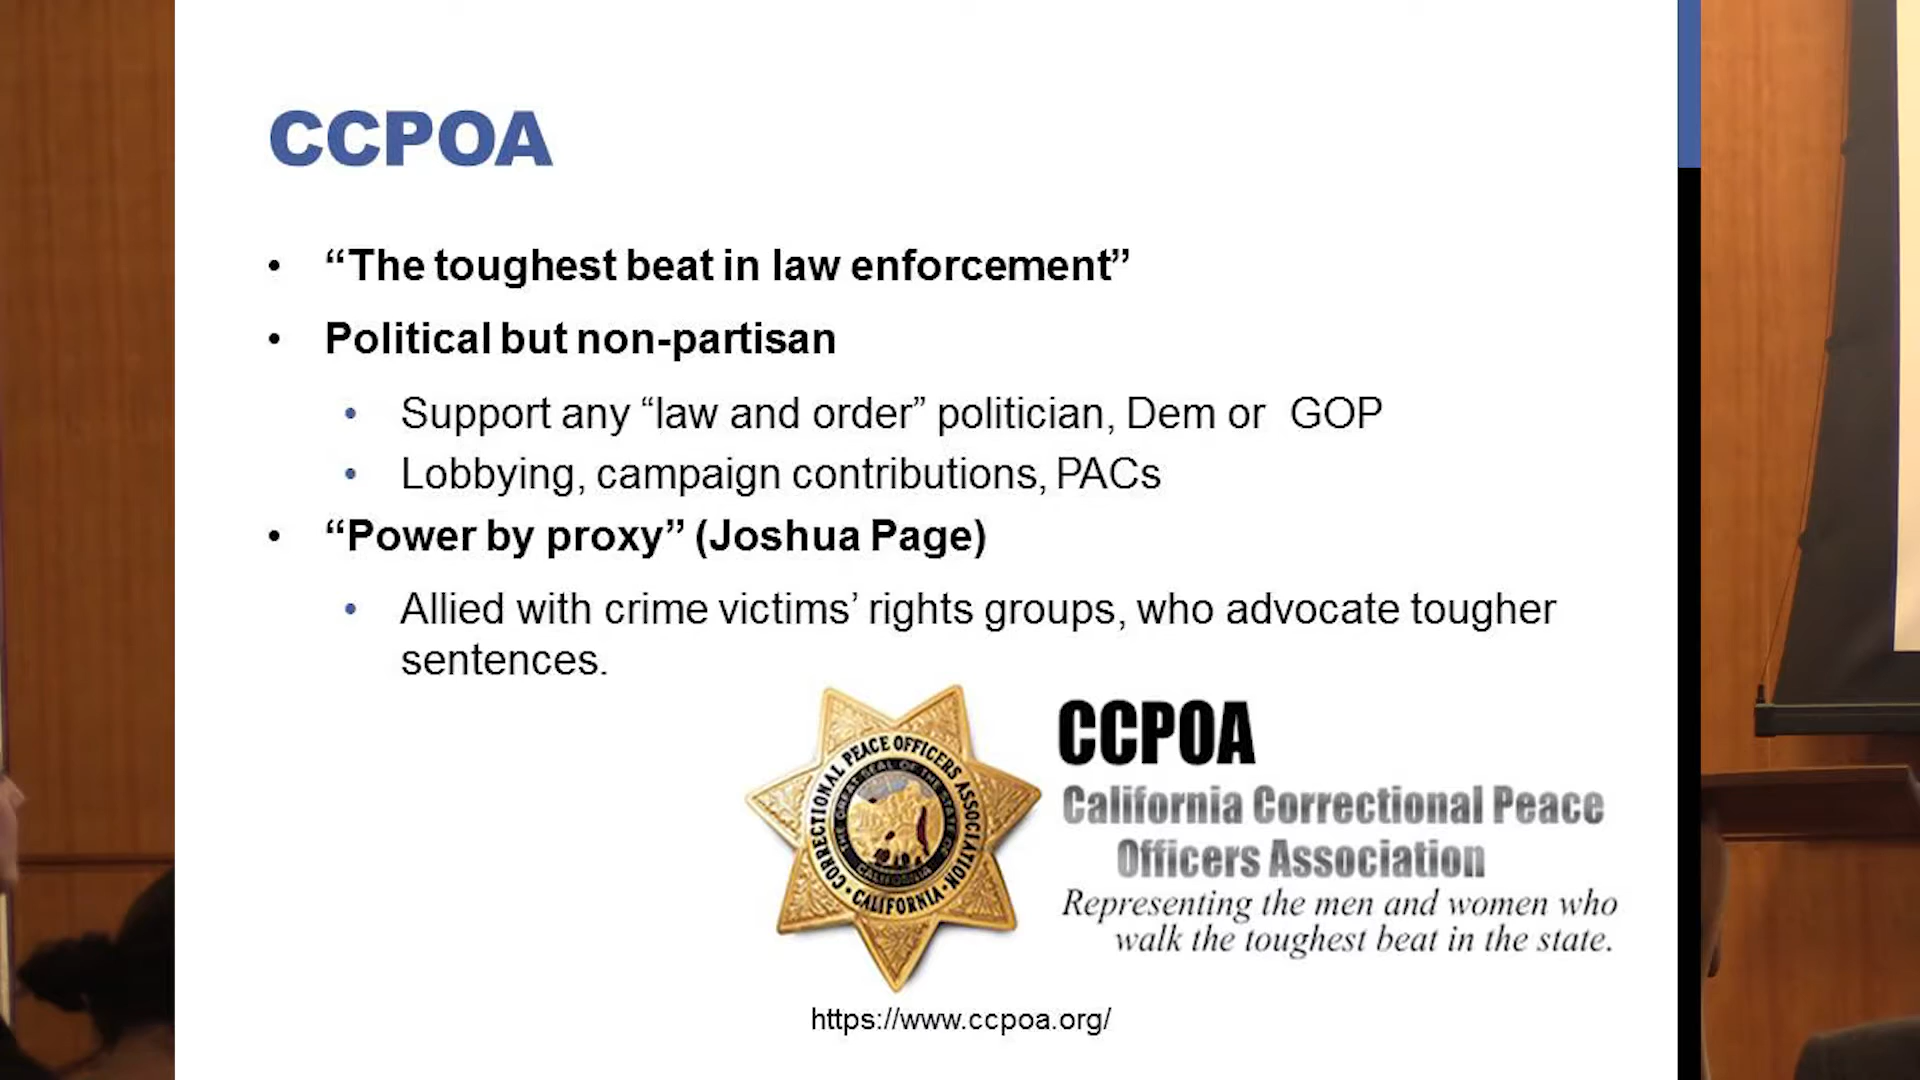 CCPOA
• “The toughest beat in law enforcement”
• Political but non-partisan
• Support any “law and order” politician, Dem or GOP
• Lobbying, campaign contributions, PACs
• “Power by proxy” (Joshua Page)
• Allied with crime victims’ rights groups, who advocate tougher
sentences.
CORRECTIONAL PEACE OFFICERS ASSOCIATION
• CALIFORNIA •
THE GREAT SEAL OF THE STATE OF
CALIFORNIA
CCPOA
California Correctional Peace
Officers Association
Representing the men and women who
walk the toughest beat in the state.
https://www.ccpoa.org/